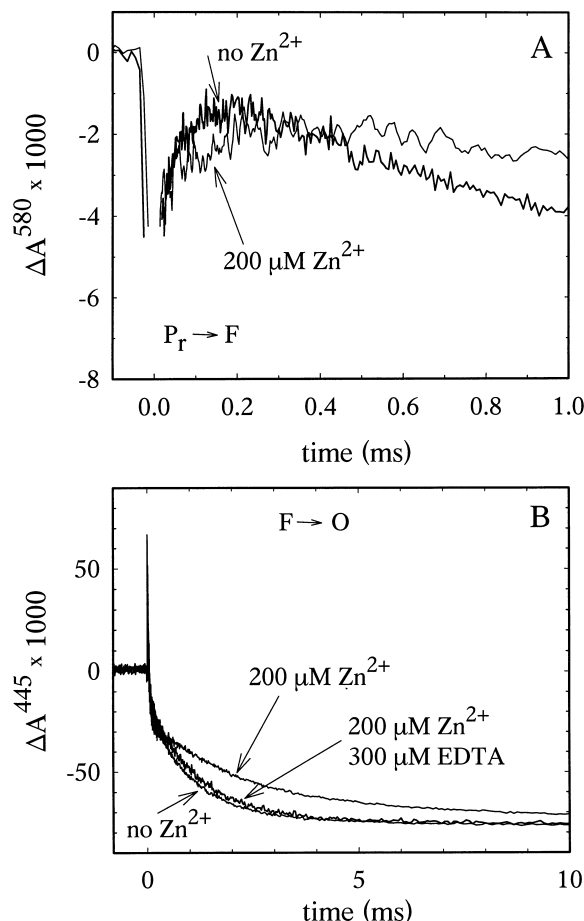 A
no Zn²⁺
0
-2
-4
-6
-8
ΔA⁵⁸⁰ x 1000
200 μM Zn²⁺
Pᵣ → F
0.0 0.2 0.4 0.6 0.8 1.0
time (ms)
F → O
B
50
0
-50
ΔA⁴⁴⁵ x 1000
200 μM Zn²⁺
200 μM Zn²⁺
300 μM EDTA
no Zn²⁺
0 5 10
time (ms)